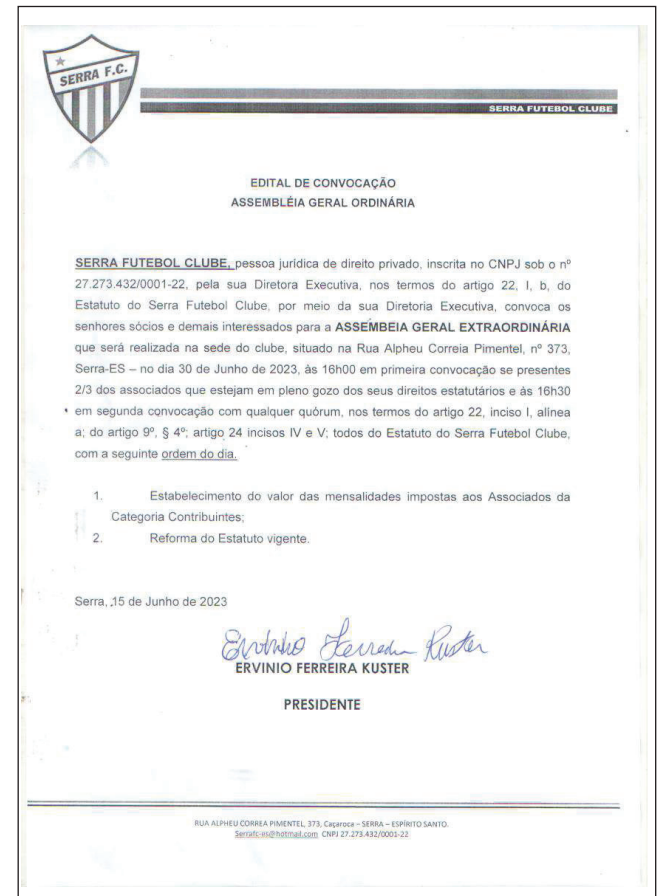 SERRA F.C.
SERRA FUTEBOL CLUBE
EDITAL DE CONVOCAÇÃO
ASSEMBLÉIA GERAL ORDINÁRIA
SERRA FUTEBOL CLUBE, pessoa jurídica de direito privado, inscrita no CNPJ sob o nº
27.273.432/0001-22, pela sua Diretora Executiva, nos termos do artigo 22, I, b, do
Estatuto do Serra Futebol Clube, por meio da sua Diretoria Executiva, convoca os
senhores sócios e demais interessados para a ASSEMBEIA GERAL EXTRAORDINÁRIA
que será realizada na sede do clube, situado na Rua Alpheu Correia Pimentel, nº 373,
Serra-ES – no dia 30 de Junho de 2023, às 16h00 em primeira convocação se presentes
2/3 dos associados que estejam em pleno gozo dos seus direitos estatutários e às 16h30
em segunda convocação com qualquer quórum, nos termos do artigo 22, inciso I, alínea
a; do artigo 9º, § 4º; artigo 24 incisos IV e V; todos do Estatuto do Serra Futebol Clube,
com a seguinte ordem do dia.
1. Estabelecimento do valor das mensalidades impostas aos Associados da
Categoria Contribuintes;
2. Reforma do Estatuto vigente.
Serra, 15 de Junho de 2023
Ervinio Ferreira Kuster
ERVINIO FERREIRA KUSTER
PRESIDENTE
RUA ALPHEU CORREA PIMENTEL, 373, Caçaroca – SERRA – ESPÍRITO SANTO.
Serrafc-es@hotmail.com CNPJ 27.273.432/0001-22